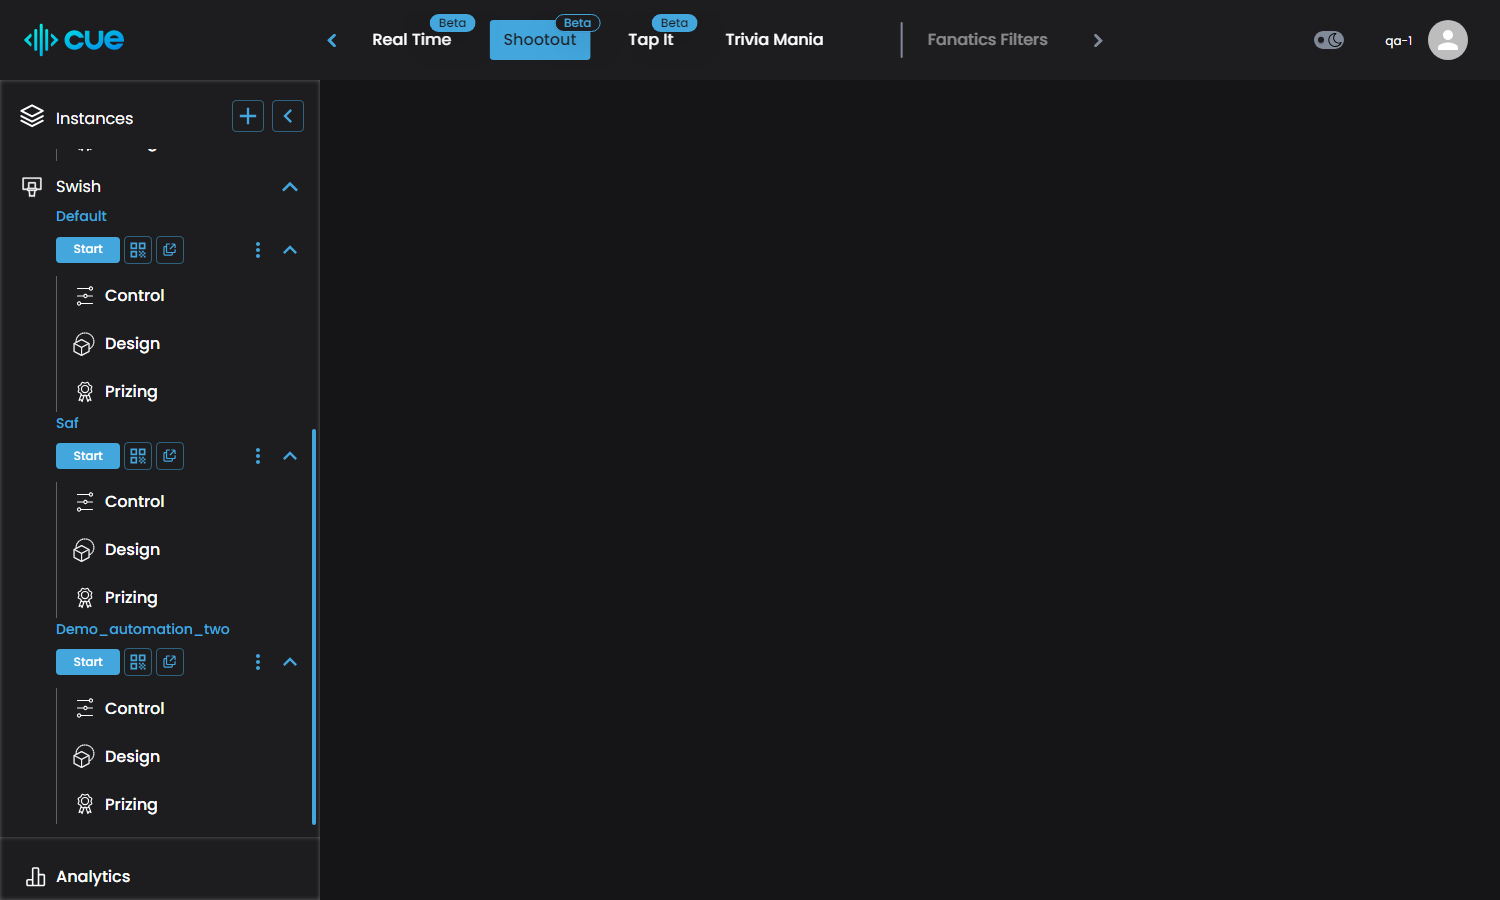 cue
Real Time
Beta
Shootout
Beta
Tap It
Beta
Trivia Mania
Fanatics Filters
qa-1
Instances
Swish
Default
Start
Control
Design
Prizing
Saf
Start
Control
Design
Prizing
Demo_automation_two
Start
Control
Design
Prizing
Analytics